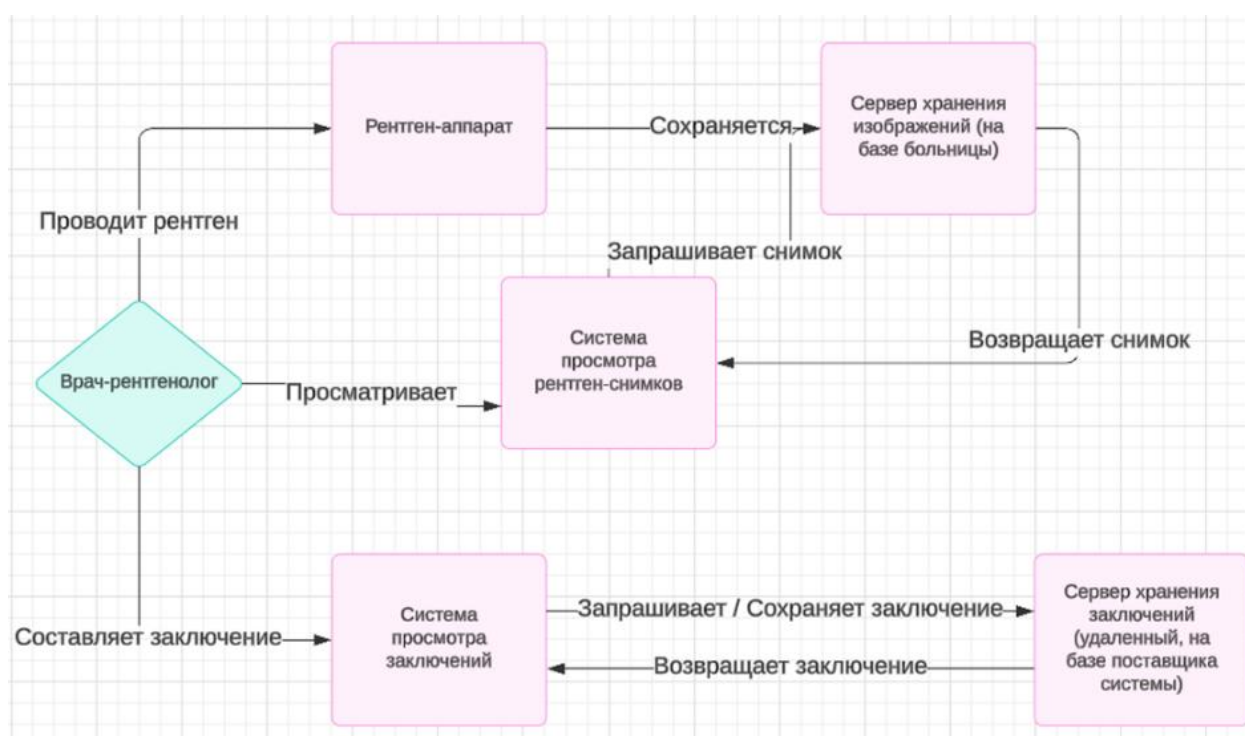 Рентген-аппарат
Сохраняется
Сервер хранения
изображений (на
базе больницы)
Проводит рентген
Запрашивает снимок
Система
просмотра
рентген-снимков
Возвращает снимок
Врач-рентгенолог
Просматривает
Составляет заключение
Система
просмотра
заключений
Запрашивает / Сохраняет заключение
Возвращает заключение
Сервер хранения
заключений
(удаленный, на
базе поставщика
системы)